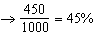 → 450/1000 = 45%